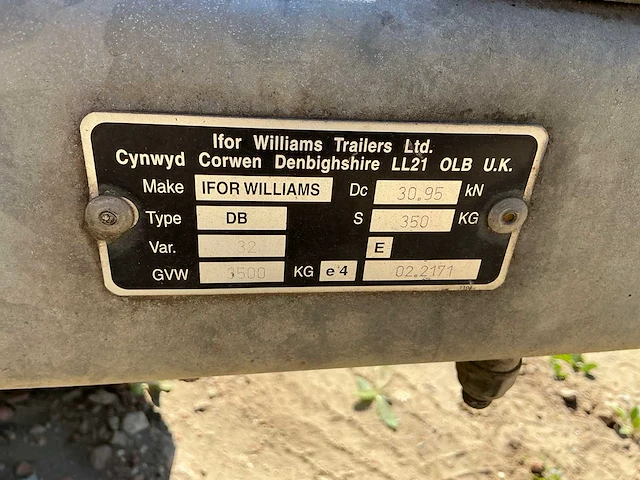 Ifor Williams Trailers Ltd.
Cynwyd Corwen Denbighshire LL21 OLB U.K.
Make IFOR WILLIAMS Dc 30.95 kN
Type DB S 350 KG
Var. 32 E
GVW 3500 KG e 4 02.2171